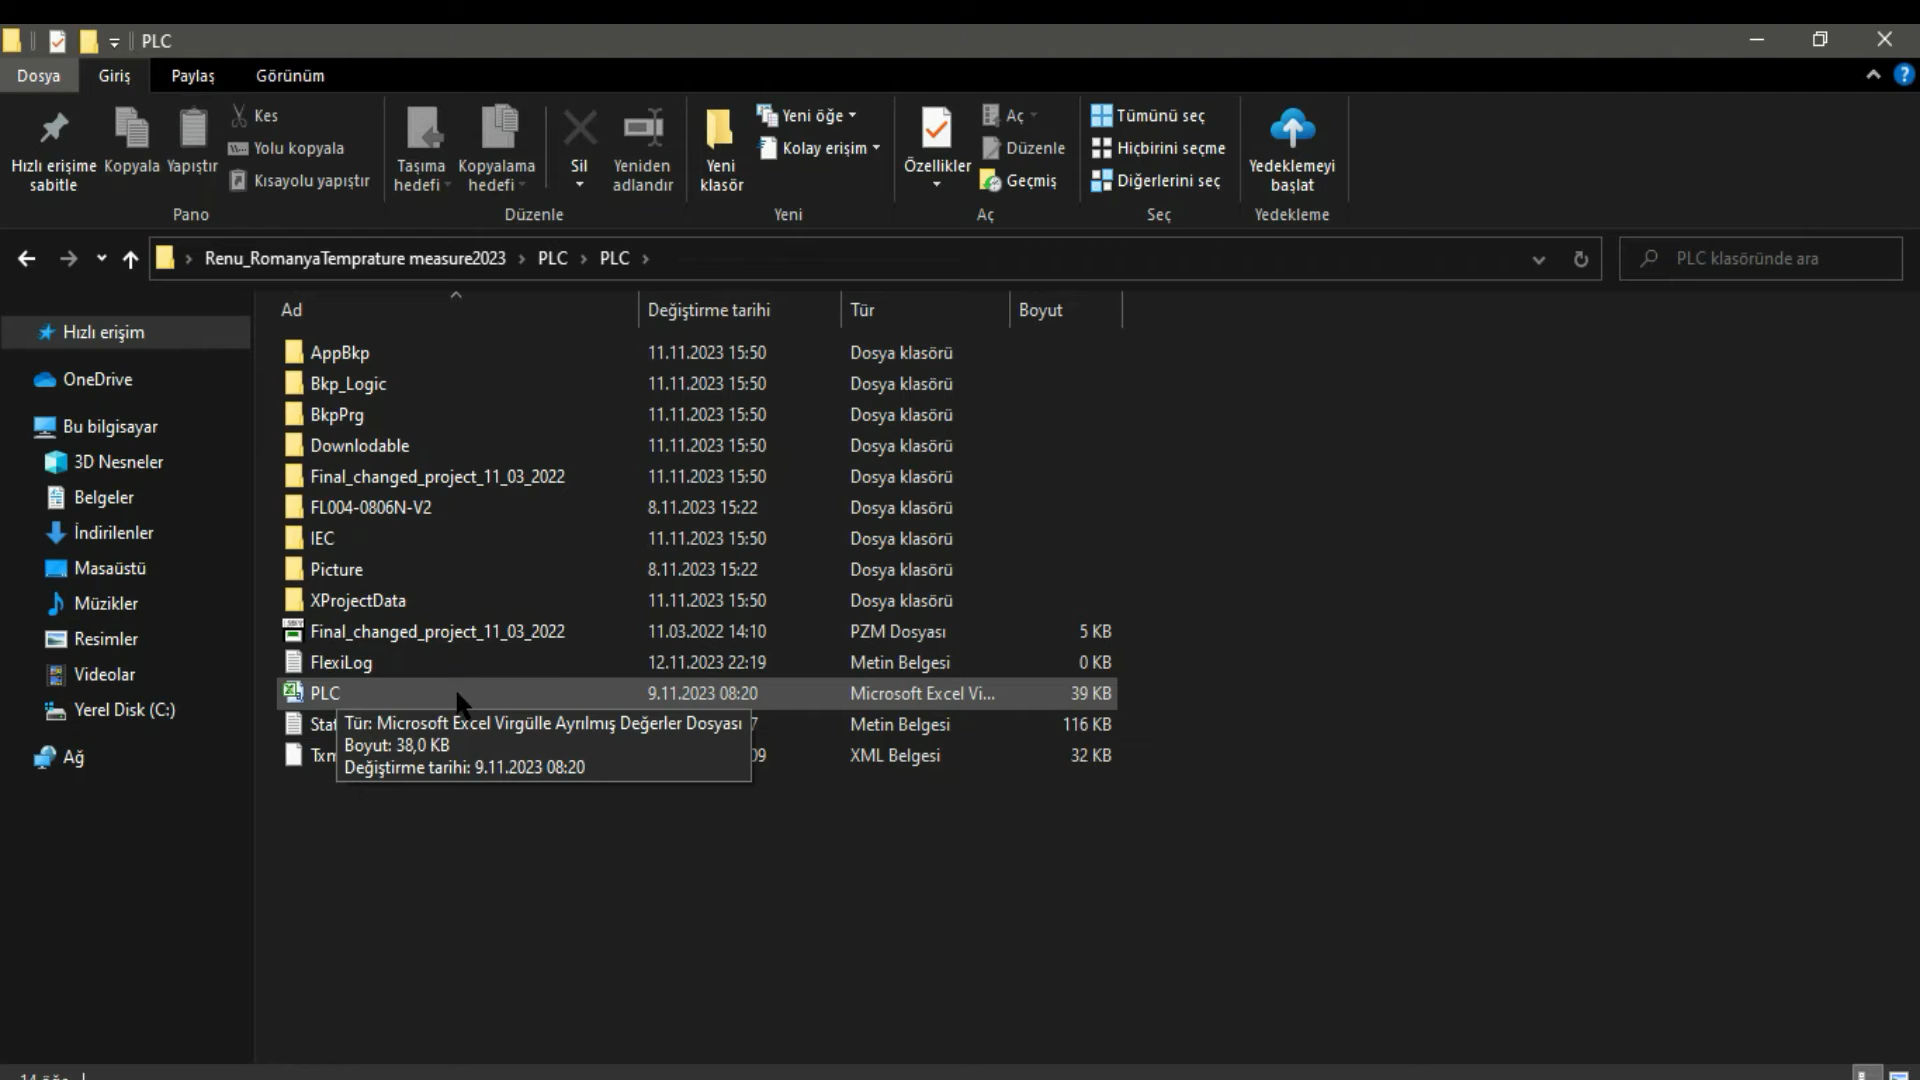 PLC
Dosya Giriş Paylaş Görünüm
Hızlı erişime sabitle
Kopyala
Yapıştır
Kes
Yolu kopyala
Kısayolu yapıştır
Pano
Taşıma hedefi
Kopyalama hedefi
Sil
Yeniden adlandır
Düzenle
Yeni klasör
Yeni öğe
Kolay erişim
Yeni
Özellikler
Aç
Düzenle
Geçmiş
Aç
Tümünü seç
Hiçbirini seçme
Diğerlerini seç
Seç
Yedeklemeyi başlat
Yedekleme
Renu_RomanyaTemprature measure2023 › PLC › PLC ›
PLC klasöründe ara
Hızlı erişim
OneDrive
Bu bilgisayar
3D Nesneler
Belgeler
İndirilenler
Masaüstü
Müzikler
Resimler
Videolar
Yerel Disk (C:)
Ağ
Ad Değiştirme tarihi Tür Boyut
AppBkp 11.11.2023 15:50 Dosya klasörü
Bkp_Logic 11.11.2023 15:50 Dosya klasörü
BkpPrg 11.11.2023 15:50 Dosya klasörü
Downlodable 11.11.2023 15:50 Dosya klasörü
Final_changed_project_11_03_2022 11.11.2023 15:50 Dosya klasörü
FL004-0806N-V2 8.11.2023 15:22 Dosya klasörü
IEC 11.11.2023 15:50 Dosya klasörü
Picture 8.11.2023 15:22 Dosya klasörü
XProjectData 11.11.2023 15:50 Dosya klasörü
Final_changed_project_11_03_2022 11.03.2022 14:10 PZM Dosyası 5 KB
FlexiLog 12.11.2023 22:19 Metin Belgesi 0 KB
PLC 9.11.2023 08:20 Microsoft Excel Vi... 39 KB
Metin Belgesi 116 KB
XML Belgesi 32 KB
Tür: Microsoft Excel Virgülle Ayrılmış Değerler Dosyası
Boyut: 38,0 KB
Değiştirme tarihi: 9.11.2023 08:20